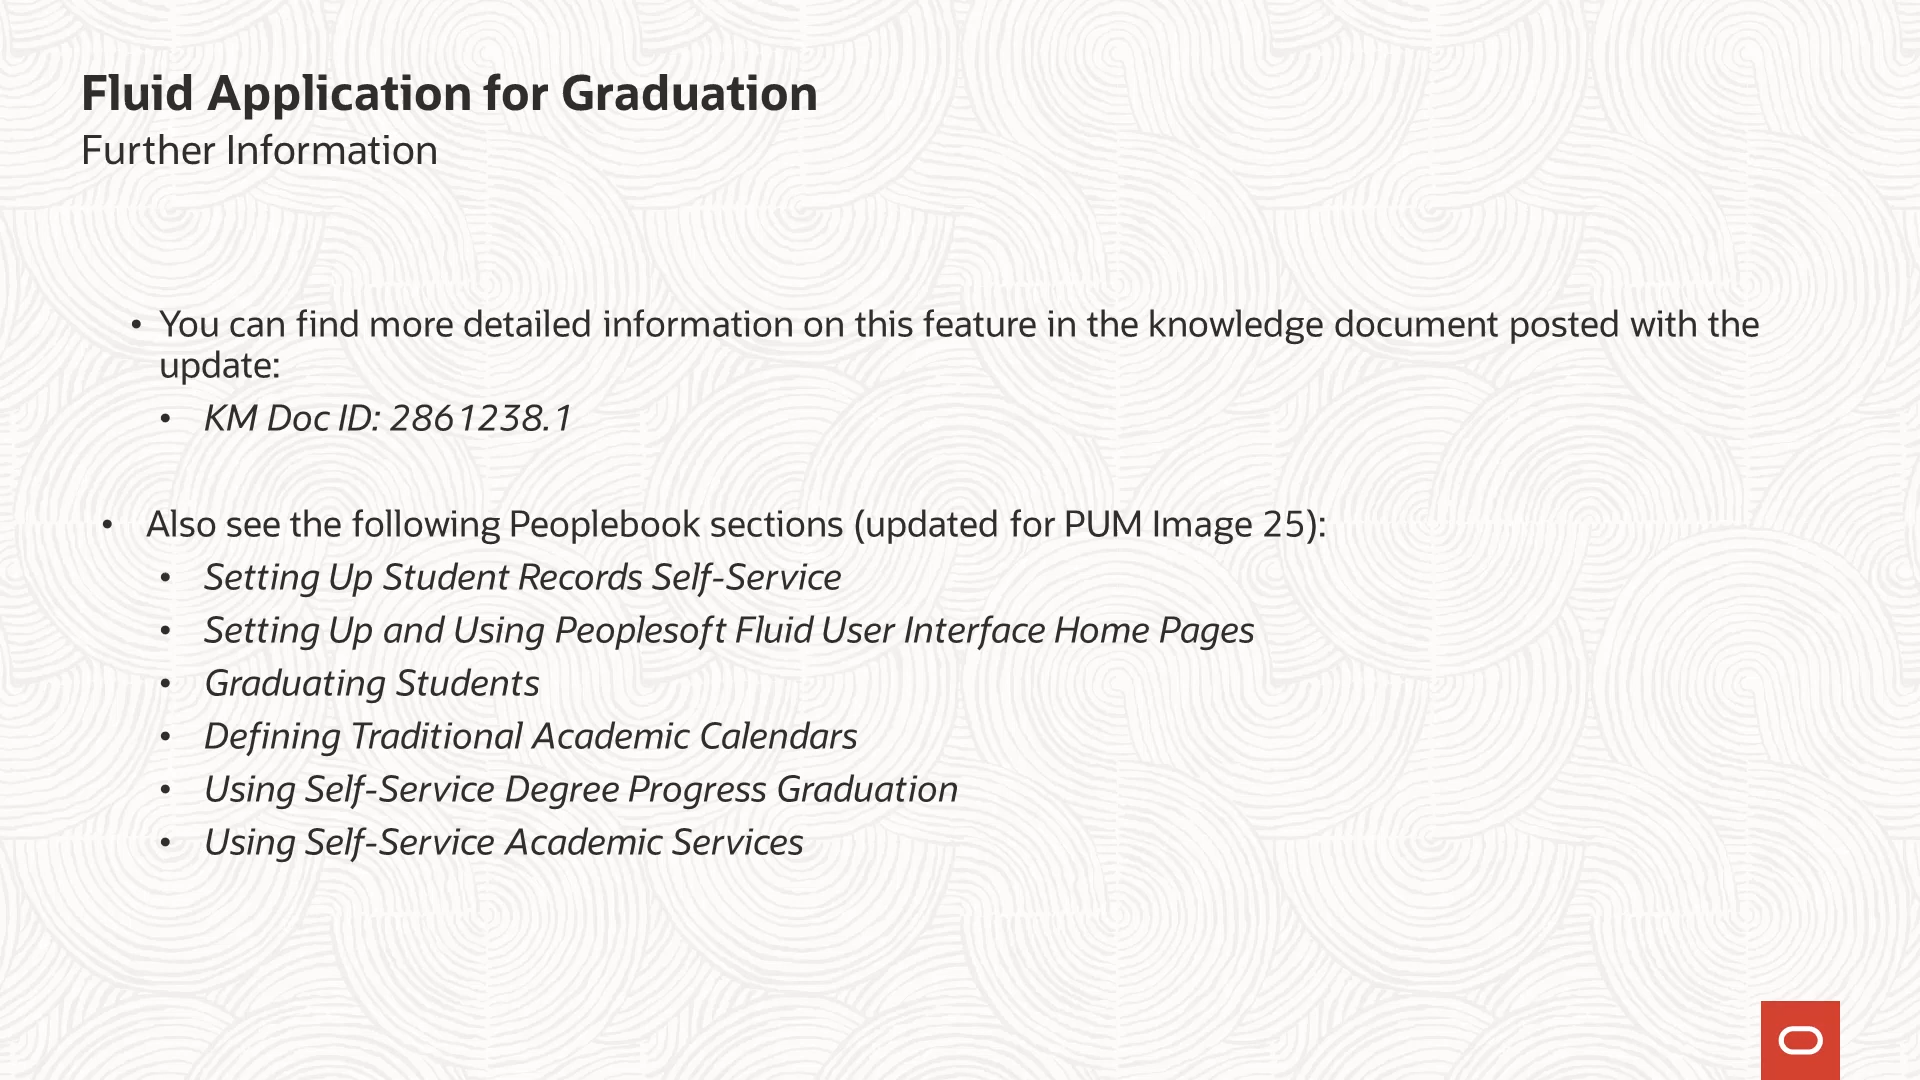 Fluid Application for Graduation
Further Information
• You can find more detailed information on this feature in the knowledge document posted with the
update:
• KM Doc ID: 2861238.1
• Also see the following Peoplebook sections (updated for PUM Image 25):
• Setting Up Student Records Self-Service
• Setting Up and Using Peoplesoft Fluid User Interface Home Pages
• Graduating Students
• Defining Traditional Academic Calendars
• Using Self-Service Degree Progress Graduation
• Using Self-Service Academic Services